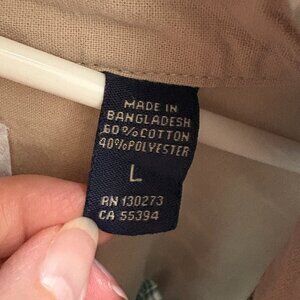 MADE IN
BANGLADESH
60%COTTON
40%POLYESTER
L
RN 130273
CA 55394